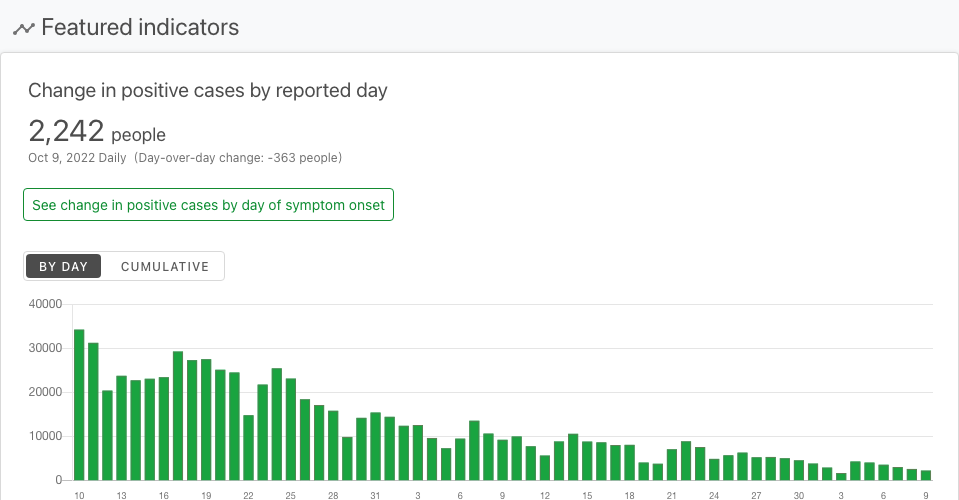 Featured indicators
Change in positive cases by reported day
2,242 people
Oct 9, 2022 Daily (Day-over-day change: -363 people)
See change in positive cases by day of symptom onset
BY DAY CUMULATIVE
40000
30000
20000
10000
0
10 13 16 19 22 25 28 31 3 6 9 12 15 18 21 24 27 30 3 6 9